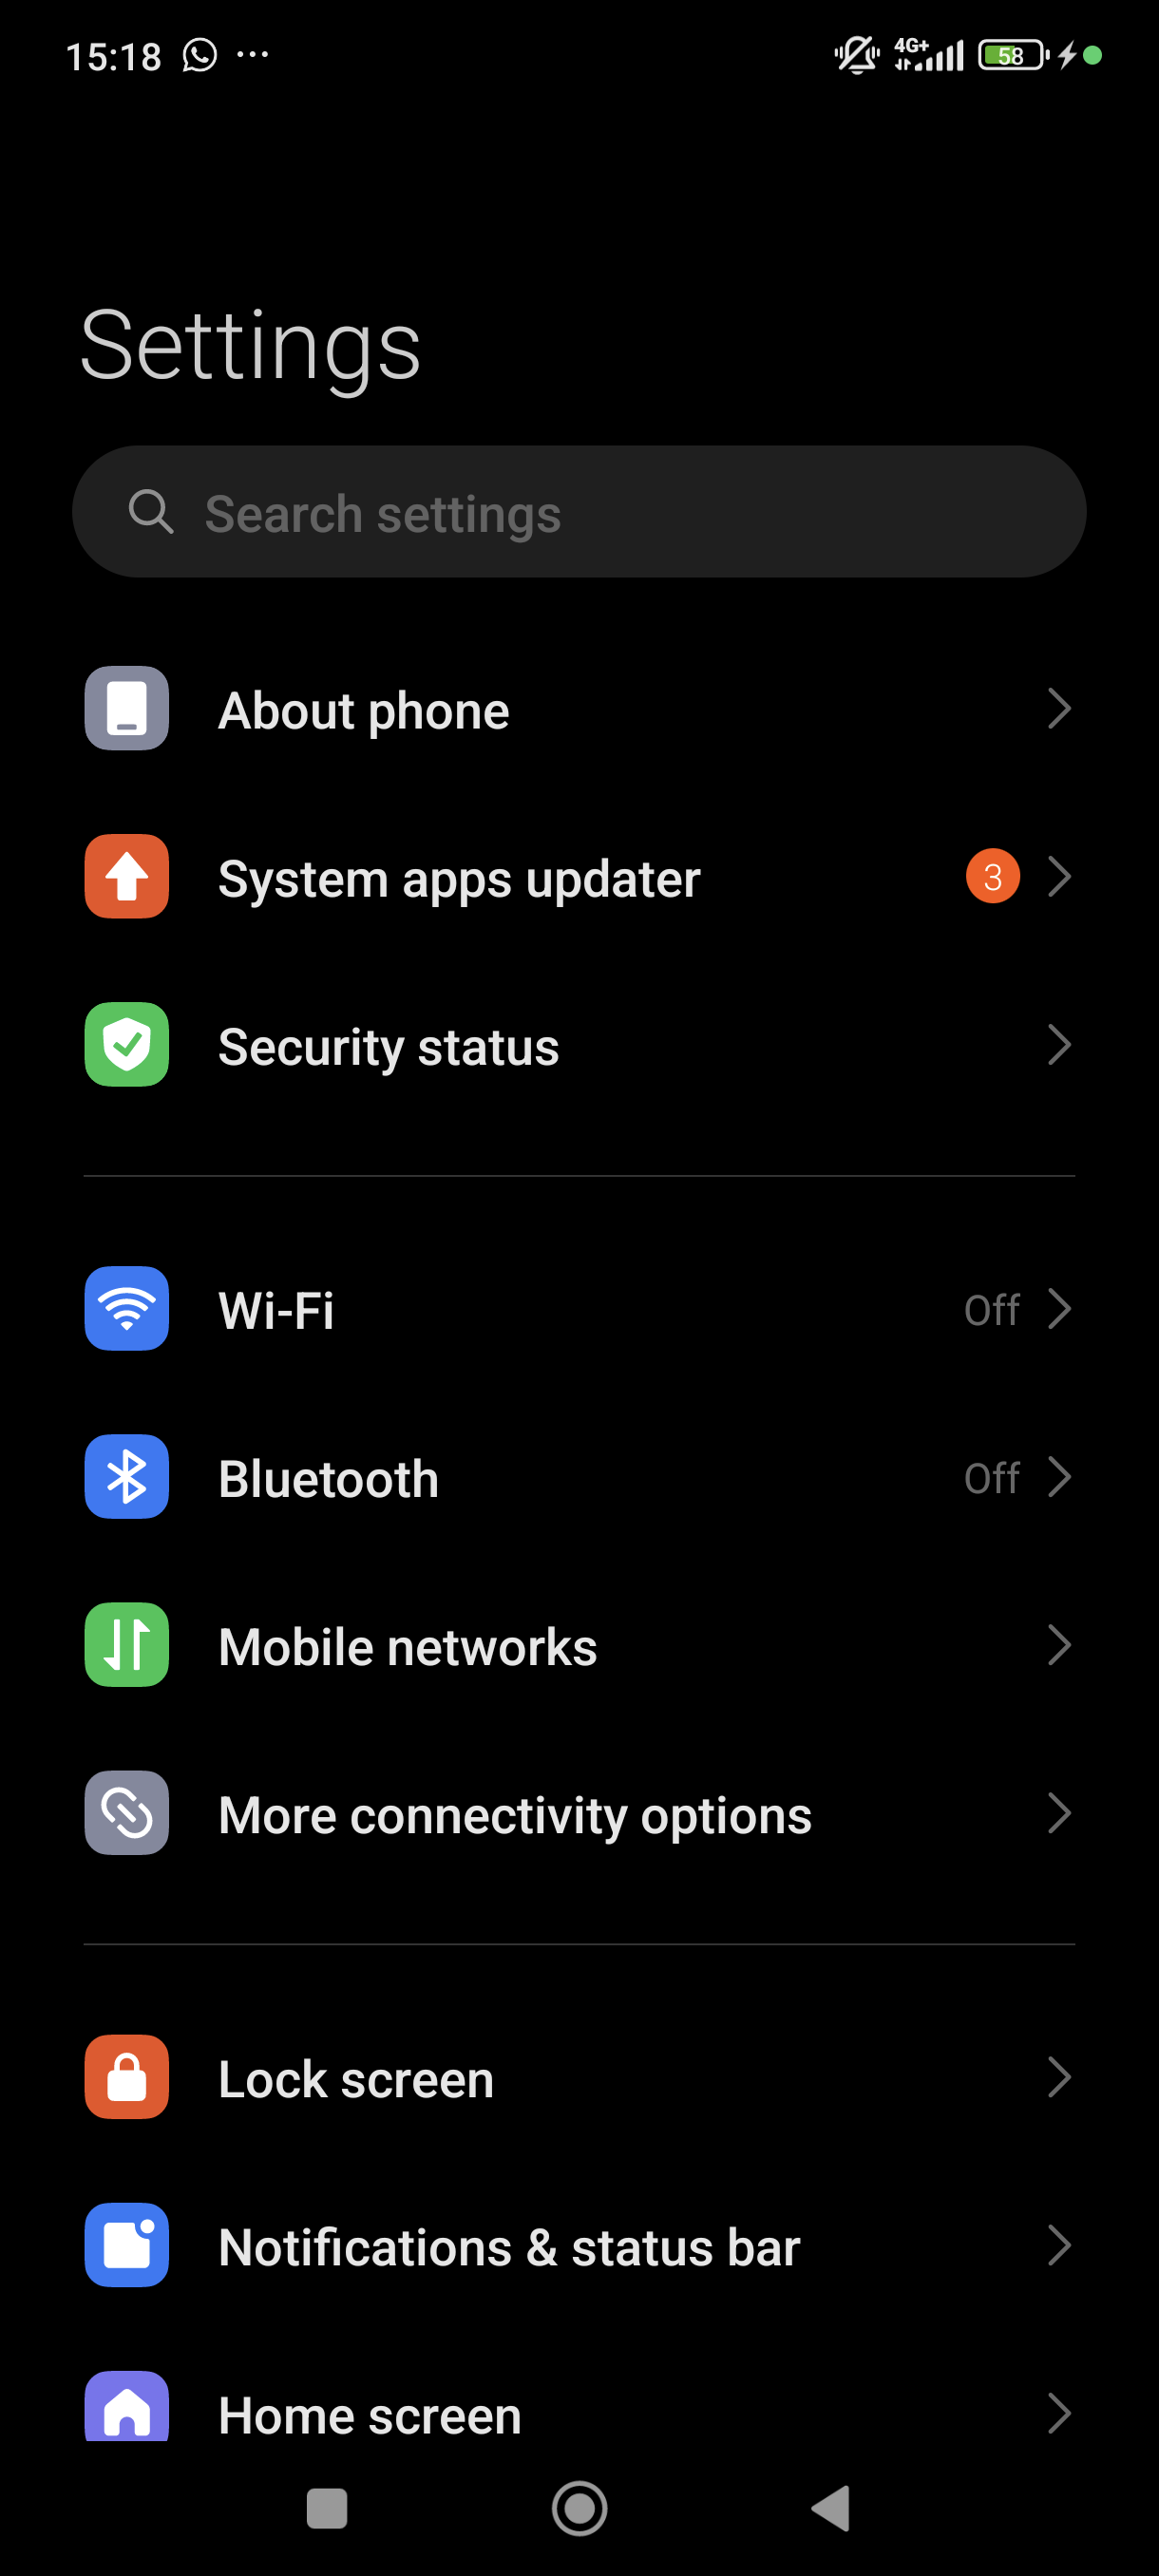 15:18 ... 4G+ 58
Settings
Search settings
About phone
System apps updater 3
Security status
Wi-Fi Off
Bluetooth Off
Mobile networks
More connectivity options
Lock screen
Notifications & status bar
Home screen